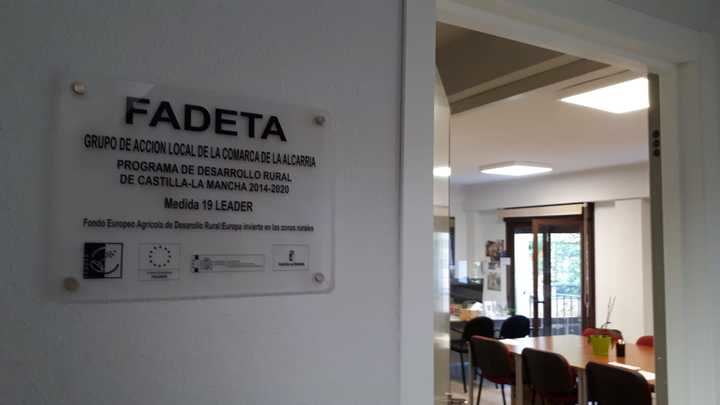 FADETA
GRUPO DE ACCION LOCAL DE LA COMARCA DE LA ALCARRIA
PROGRAMA DE DESARROLLO RURAL
DE CASTILLA-LA MANCHA 2014-2020
Medida 19 LEADER
Fondo Europeo Agrícola de Desarollo Rural:Europa invierte en las zonas rurales